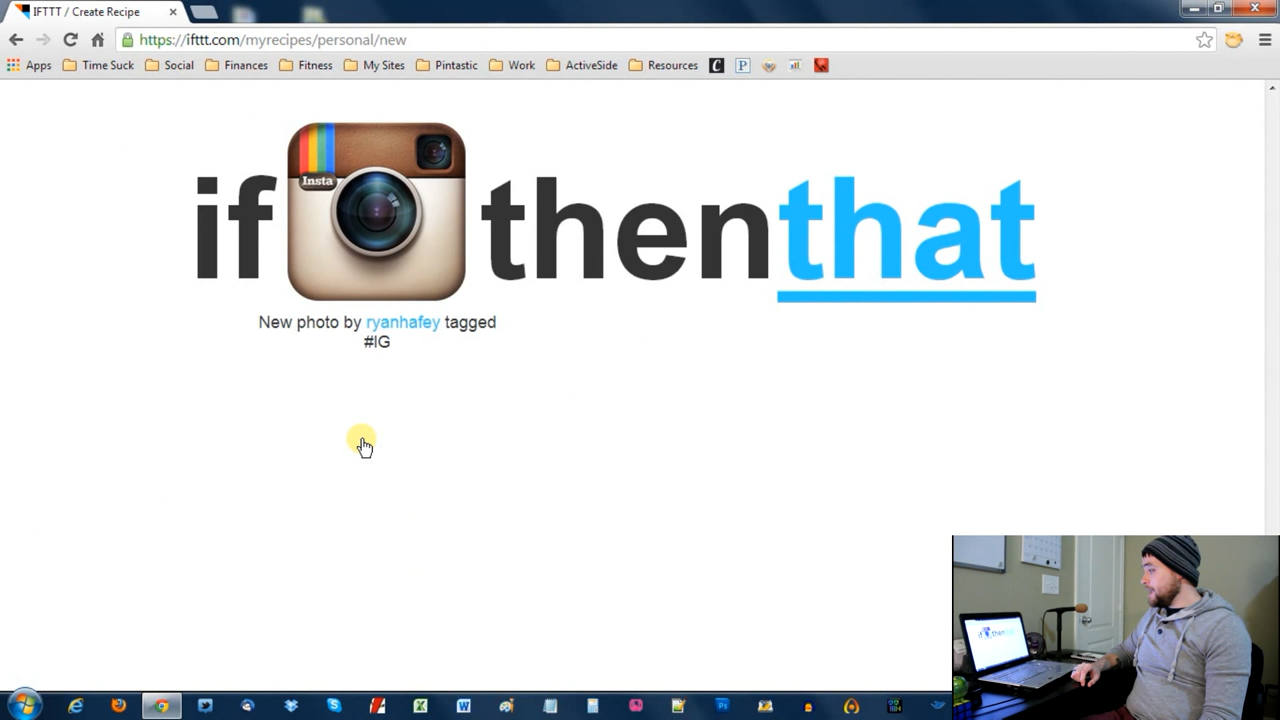 IFTTT / Create Recipe
https://ifttt.com/myrecipes/personal/new
Apps Time Suck Social Finances Fitness My Sites Pintastic Work ActiveSide Resources
if Insta then that
New photo by ryanhafey tagged
#IG